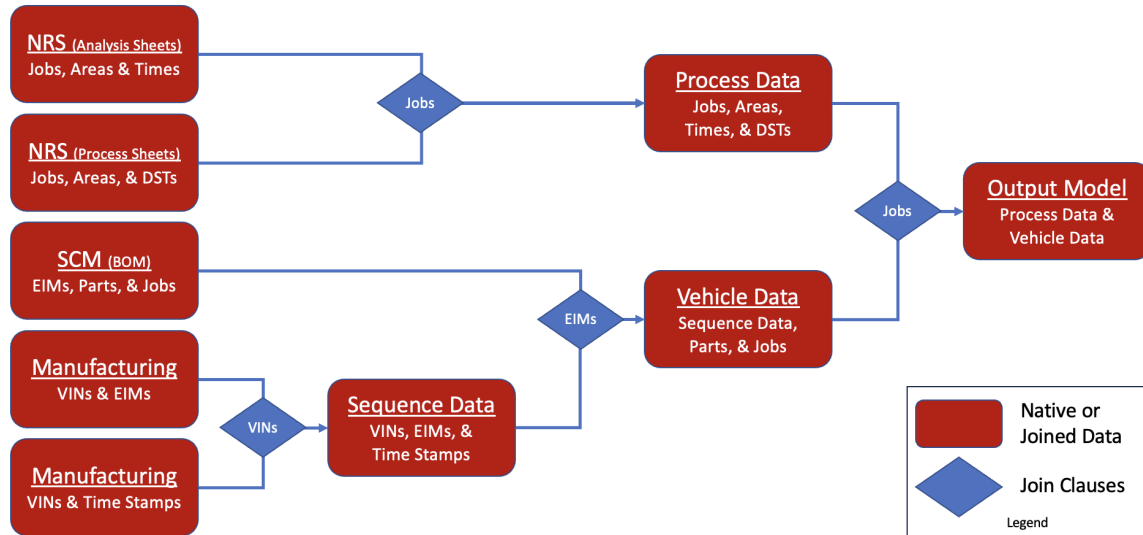 NRS (Analysis Sheets)
Jobs, Areas & Times
NRS (Process Sheets)
Jobs, Areas, & DSTs
SCM (BOM)
EIMs, Parts, & Jobs
Manufacturing
VINs & EIMs
Manufacturing
VINs & Time Stamps
Jobs
VINs
Sequence Data
VINs, EIMs, &
Time Stamps
EIMs
Process Data
Jobs, Areas,
Times, & DSTs
Vehicle Data
Sequence Data,
Parts, & Jobs
Jobs
Output Model
Process Data &
Vehicle Data
Native or
Joined Data
Join Clauses
Legend